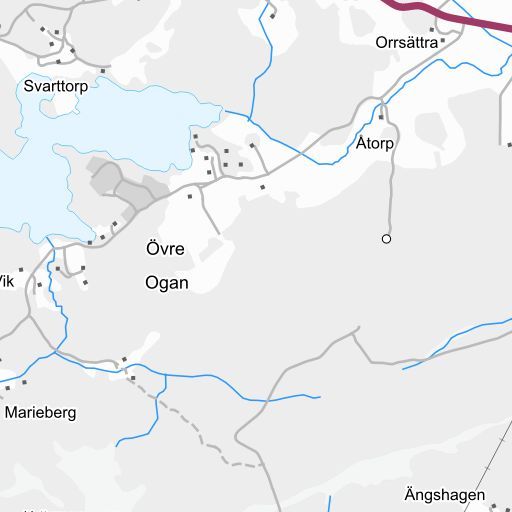 Orrsättra
Svarttorp
Åtorp
Övre
Ogan
Vik
Marieberg
Ängshagen